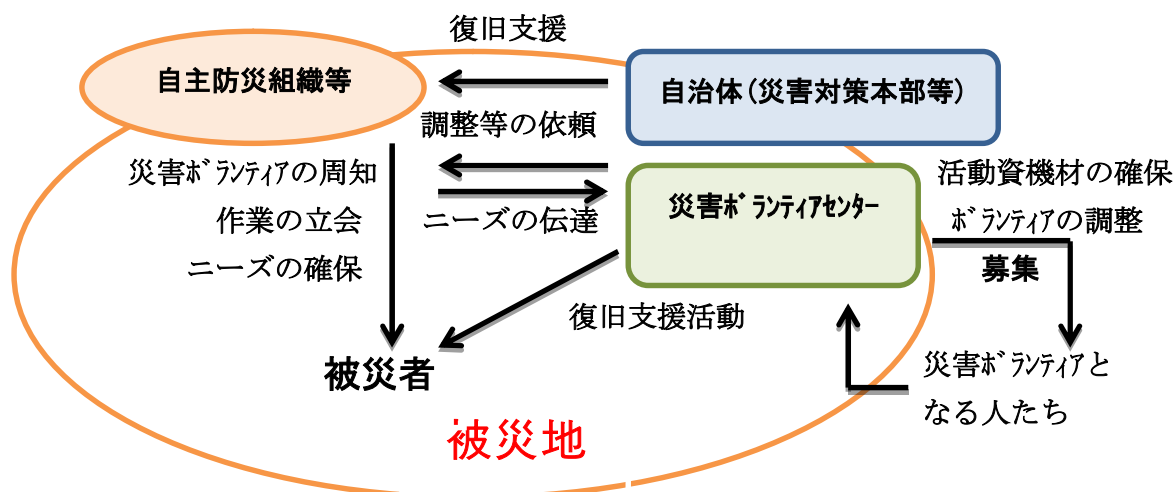 復旧支援
自主防災組織等
自治体（災害対策本部等）
調整等の依頼
災害ﾎﾞﾗﾝﾃｨｱの周知
作業の立会
ニーズの確保
ニーズの伝達
災害ﾎﾞﾗﾝﾃｨｱｾﾝﾀｰ
活動資機材の確保
ﾎﾞﾗﾝﾃｨｱの調整
募集
復旧支援活動
被災者
災害ﾎﾞﾗﾝﾃｨｱと
なる人たち
被災地